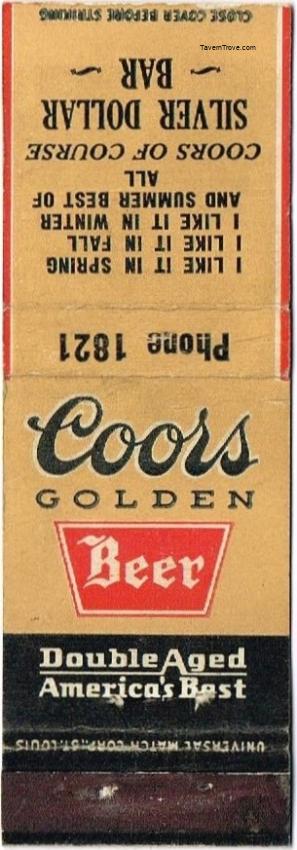 TavernTrove.com
CLOSE COVER BEFORE STRIKING
I LIKE IT IN SPRING
I LIKE IT IN FALL
I LIKE IT IN WINTER
AND SUMMER BEST OF
ALL
COORS OF COURSE
SILVER DOLLAR
~ BAR ~
Phone 1821
Coors
GOLDEN
Beer
Double Aged
America's Best
UNIVERSAL MATCH CORP., ST. LOUIS